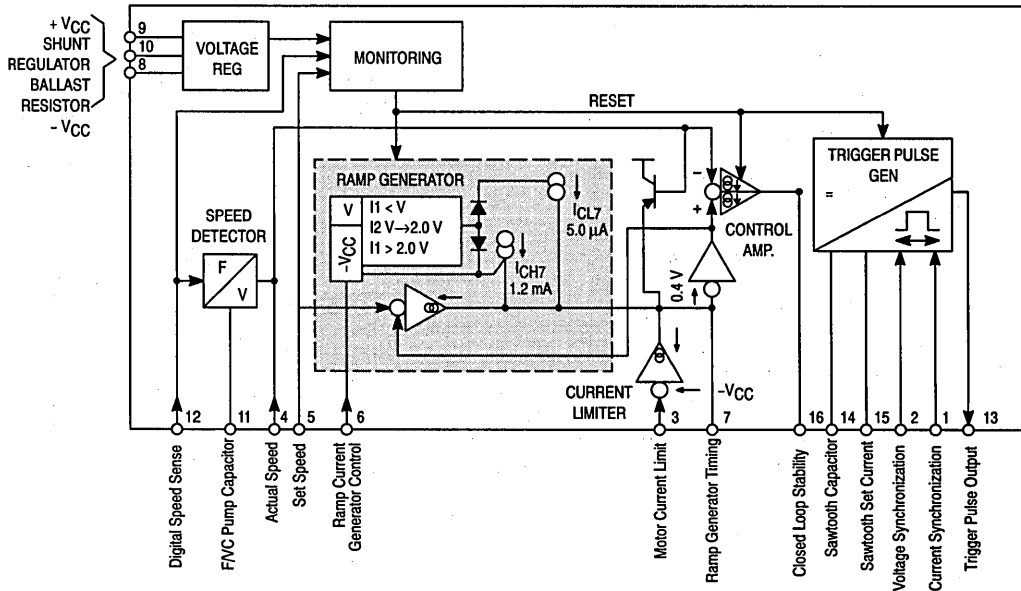 + VCC
SHUNT
REGULATOR
BALLAST
RESISTOR
− VCC
9
10
8
VOLTAGE
REG
MONITORING
RESET
RAMP GENERATOR
V
−VCC
I1 < V
I2 V→2.0 V
I1 > 2.0 V
ICL7
5.0 µA
ICH7
1.2 mA
SPEED
DETECTOR
F
V
−
+
0.4 V
CONTROL
AMP.
TRIGGER PULSE
GEN
=
CURRENT
LIMITER
−VCC
12
11
4
5
6
3
7
16
14
15
2
1
13
Digital Speed Sense
F/VC Pump Capacitor
Actual Speed
Set Speed
Ramp Current
Generator Control
Motor Current Limit
Ramp Generator Timing
Closed Loop Stability
Sawtooth Capacitor
Sawtooth Set Current
Voltage Synchronization
Current Synchronization
Trigger Pulse Output